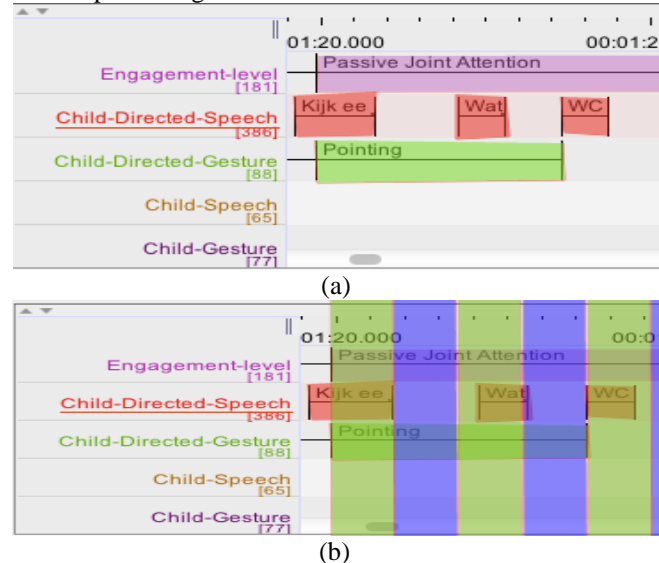 01:20.000 00:01:2
Passive Joint Attention
Engagement-level
[181]
Kijk ee Wat WC
Child-Directed-Speech
[386]
Pointing
Child-Directed-Gesture
[88]
Child-Speech
[65]
Child-Gesture
[77]
(a)
01:20.000 00:0
Passive Joint Attention
Engagement-level
[181]
Kijk ee Wat WC
Child-Directed-Speech
[386]
Pointing
Child-Directed-Gesture
[88]
Child-Speech
[65]
Child-Gesture
[77]
(b)